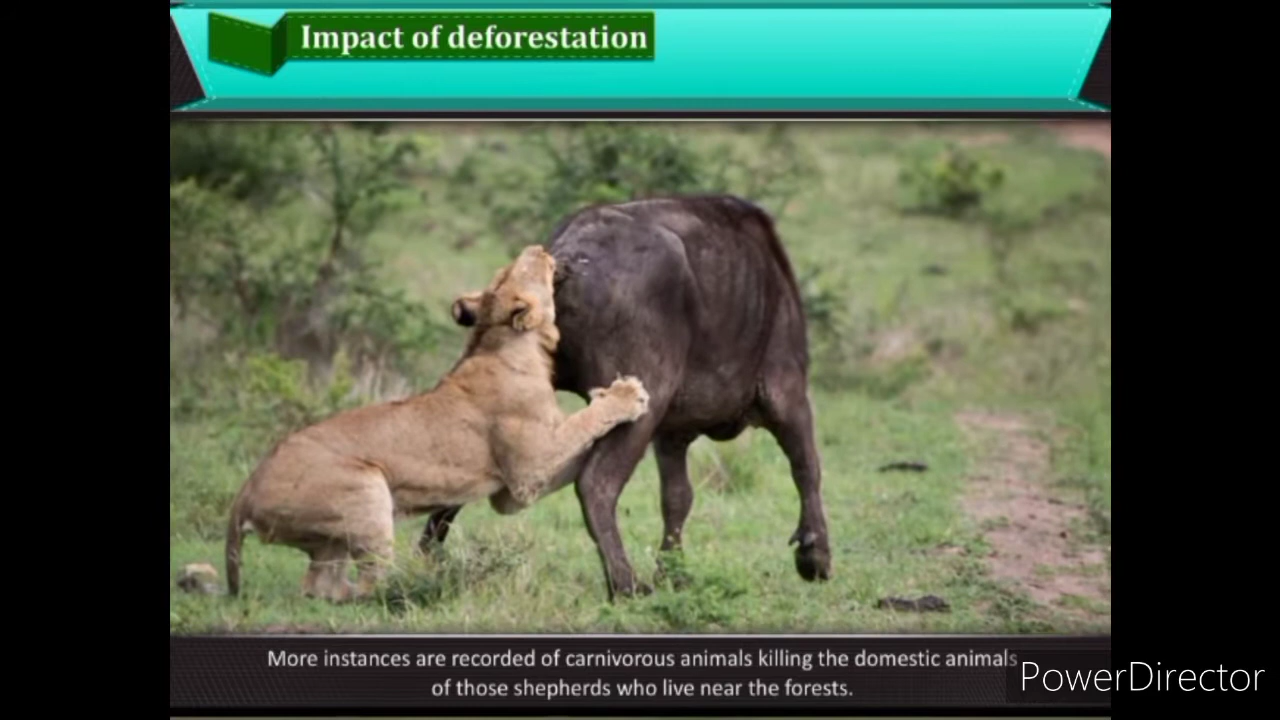 Impact of deforestation
More instances are recorded of carnivorous animals killing the domestic animals
of those shepherds who live near the forests.
PowerDirector